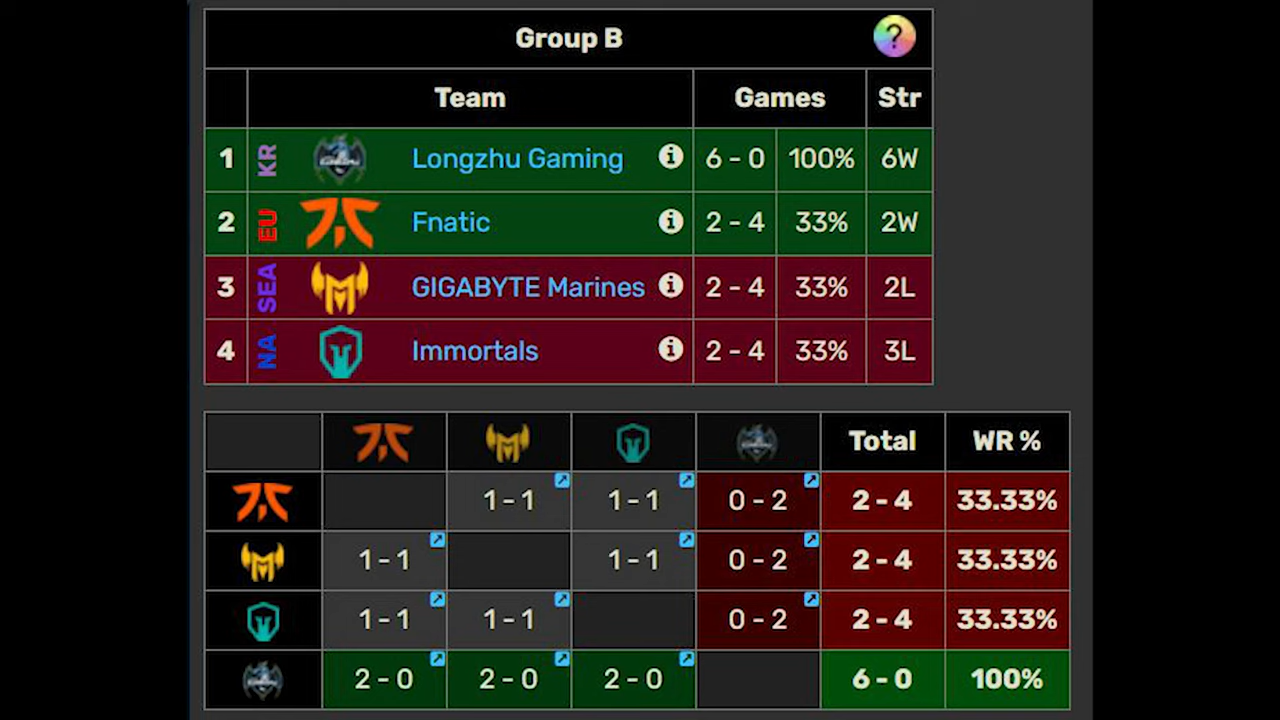 Group B ?
Team Games Str
1 KR Longzhu Gaming 6 - 0 100% 6W
2 EU Fnatic 2 - 4 33% 2W
3 SEA GIGABYTE Marines 2 - 4 33% 2L
4 NA Immortals 2 - 4 33% 3L
Total WR %
1 - 1 1 - 1 0 - 2 2 - 4 33.33%
1 - 1 1 - 1 0 - 2 2 - 4 33.33%
1 - 1 1 - 1 0 - 2 2 - 4 33.33%
2 - 0 2 - 0 2 - 0 6 - 0 100%